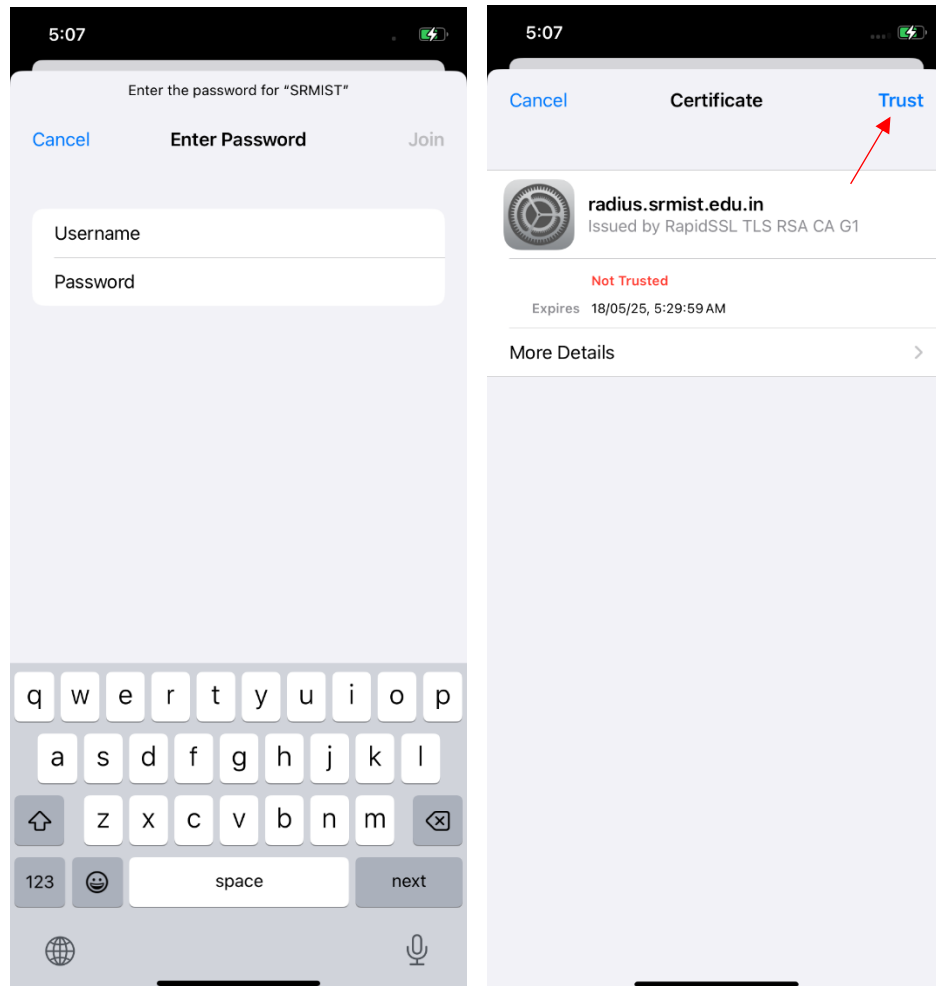 5:07
Enter the password for “SRMIST”
Cancel Enter Password Join
Username
Password
q w e r t y u i o p
a s d f g h j k l
z x c v b n m
123 space next
5:07
Cancel Certificate Trust
radius.srmist.edu.in
Issued by RapidSSL TLS RSA CA G1
Not Trusted
Expires 18/05/25, 5:29:59 AM
More Details